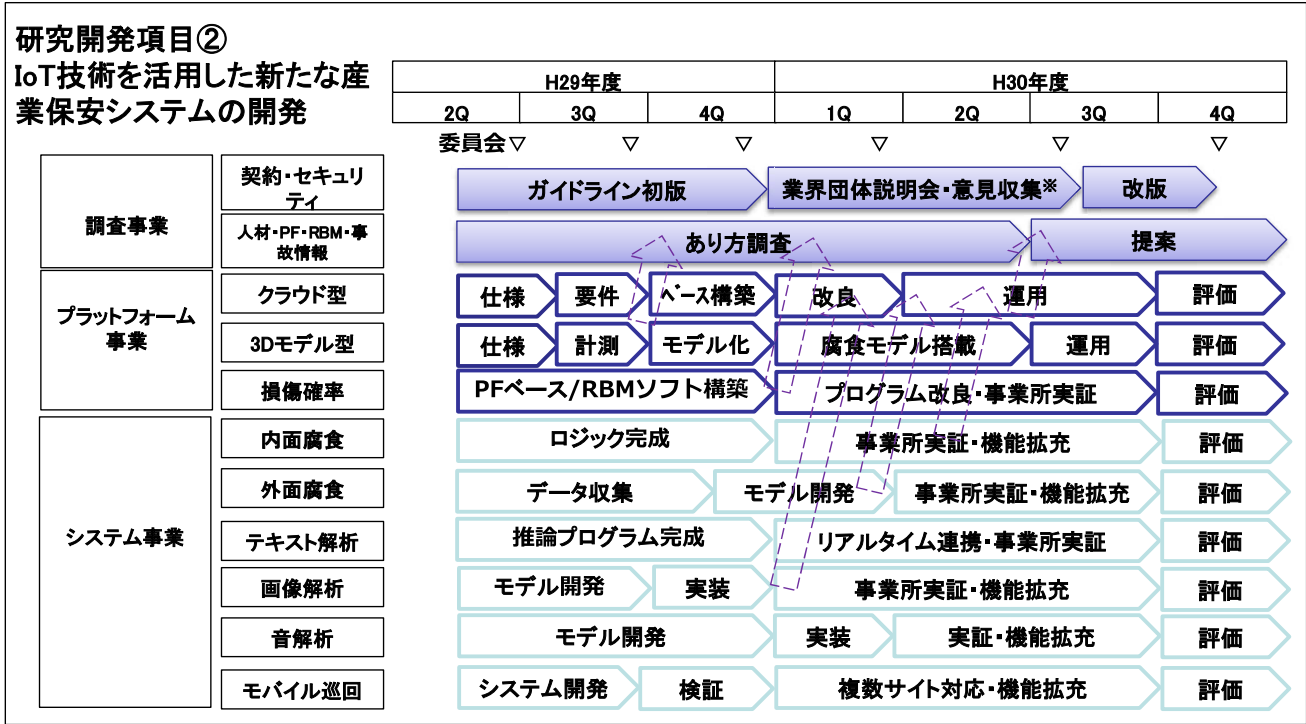 研究開発項目②
IoT技術を活用した新たな産
業保安システムの開発
H29年度
H30年度
2Q
3Q
4Q
1Q
2Q
3Q
4Q
委員会▽
▽
▽
▽
▽
▽
▽
調査事業
契約・セキュリ
ティ
ガイドライン初版
業界団体説明会・意見収集※
改版
人材・PF・RBM・事
故情報
あり方調査
提案
プラットフォーム
事業
クラウド型
仕様
要件
ベース構築
改良
運用
評価
3Dモデル型
仕様
計測
モデル化
腐食モデル搭載
運用
評価
損傷確率
PFベース/RBMソフト構築
プログラム改良・事業所実証
評価
システム事業
内面腐食
ロジック完成
事業所実証・機能拡充
評価
外面腐食
データ収集
モデル開発
事業所実証・機能拡充
評価
テキスト解析
推論プログラム完成
リアルタイム連携・事業所実証
評価
画像解析
モデル開発
実装
事業所実証・機能拡充
評価
音解析
モデル開発
実装
実証・機能拡充
評価
モバイル巡回
システム開発
検証
複数サイト対応・機能拡充
評価